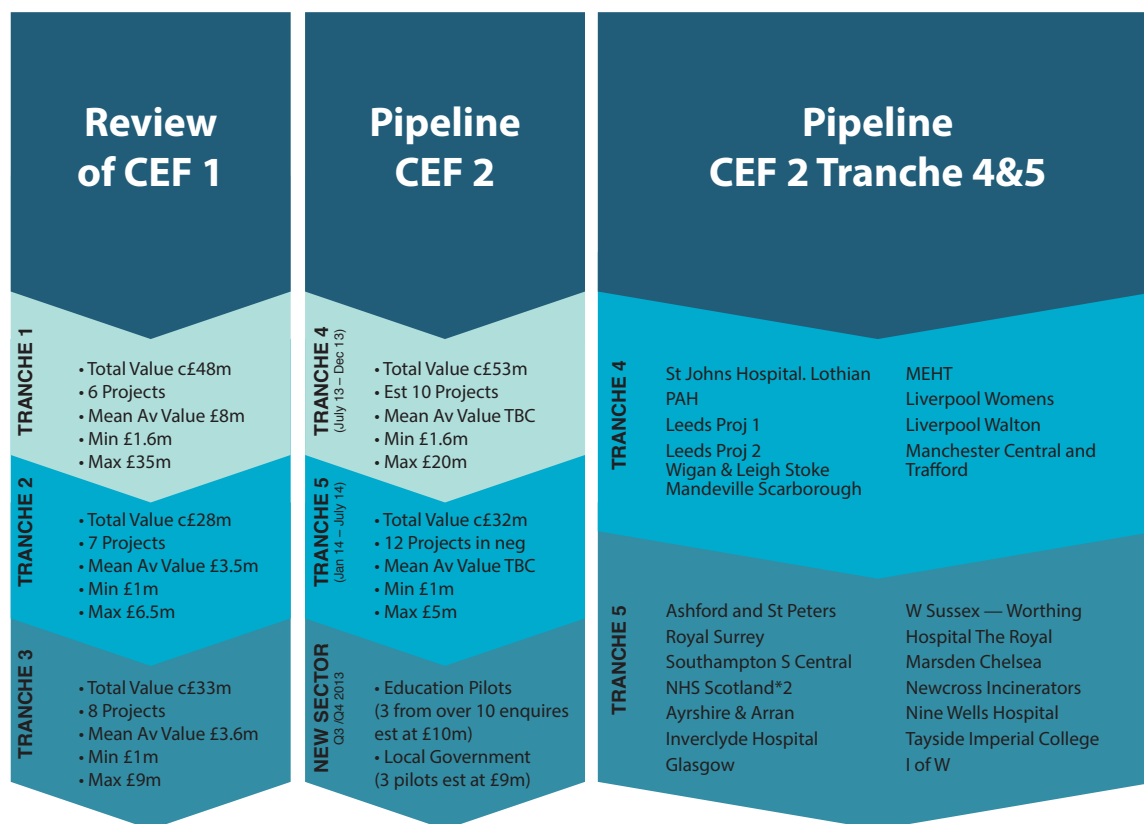 Review
of CEF 1
TRANCHE 1
• Total Value c£48m
• 6 Projects
• Mean Av Value £8m
• Min £1.6m
• Max £35m
TRANCHE 2
• Total Value c£28m
• 7 Projects
• Mean Av Value £3.5m
• Min £1m
• Max £6.5m
TRANCHE 3
• Total Value c£33m
• 8 Projects
• Mean Av Value £3.6m
• Min £1m
• Max £9m
Pipeline
CEF 2
TRANCHE 4
(July 13 – Dec 13)
• Total Value c£53m
• Est 10 Projects
• Mean Av Value TBC
• Min £1.6m
• Max £20m
TRANCHE 5
(Jan 14 – July 14)
• Total Value c£32m
• 12 Projects in neg
• Mean Av Value TBC
• Min £1m
• Max £5m
NEW SECTOR
Q3 /Q4 2013
• Education Pilots
(3 from over 10 enquires
est at £10m)
• Local Government
(3 pilots est at £9m)
Pipeline
CEF 2 Tranche 4&5
TRANCHE 4
St Johns Hospital. Lothian
PAH
Leeds Proj 1
Leeds Proj 2
Wigan & Leigh Stoke
Mandeville Scarborough
MEHT
Liverpool Womens
Liverpool Walton
Manchester Central and
Trafford
TRANCHE 5
Ashford and St Peters
Royal Surrey
Southampton S Central
NHS Scotland*2
Ayrshire & Arran
Inverclyde Hospital
Glasgow
W Sussex — Worthing
Hospital The Royal
Marsden Chelsea
Newcross Incinerators
Nine Wells Hospital
Tayside Imperial College
I of W